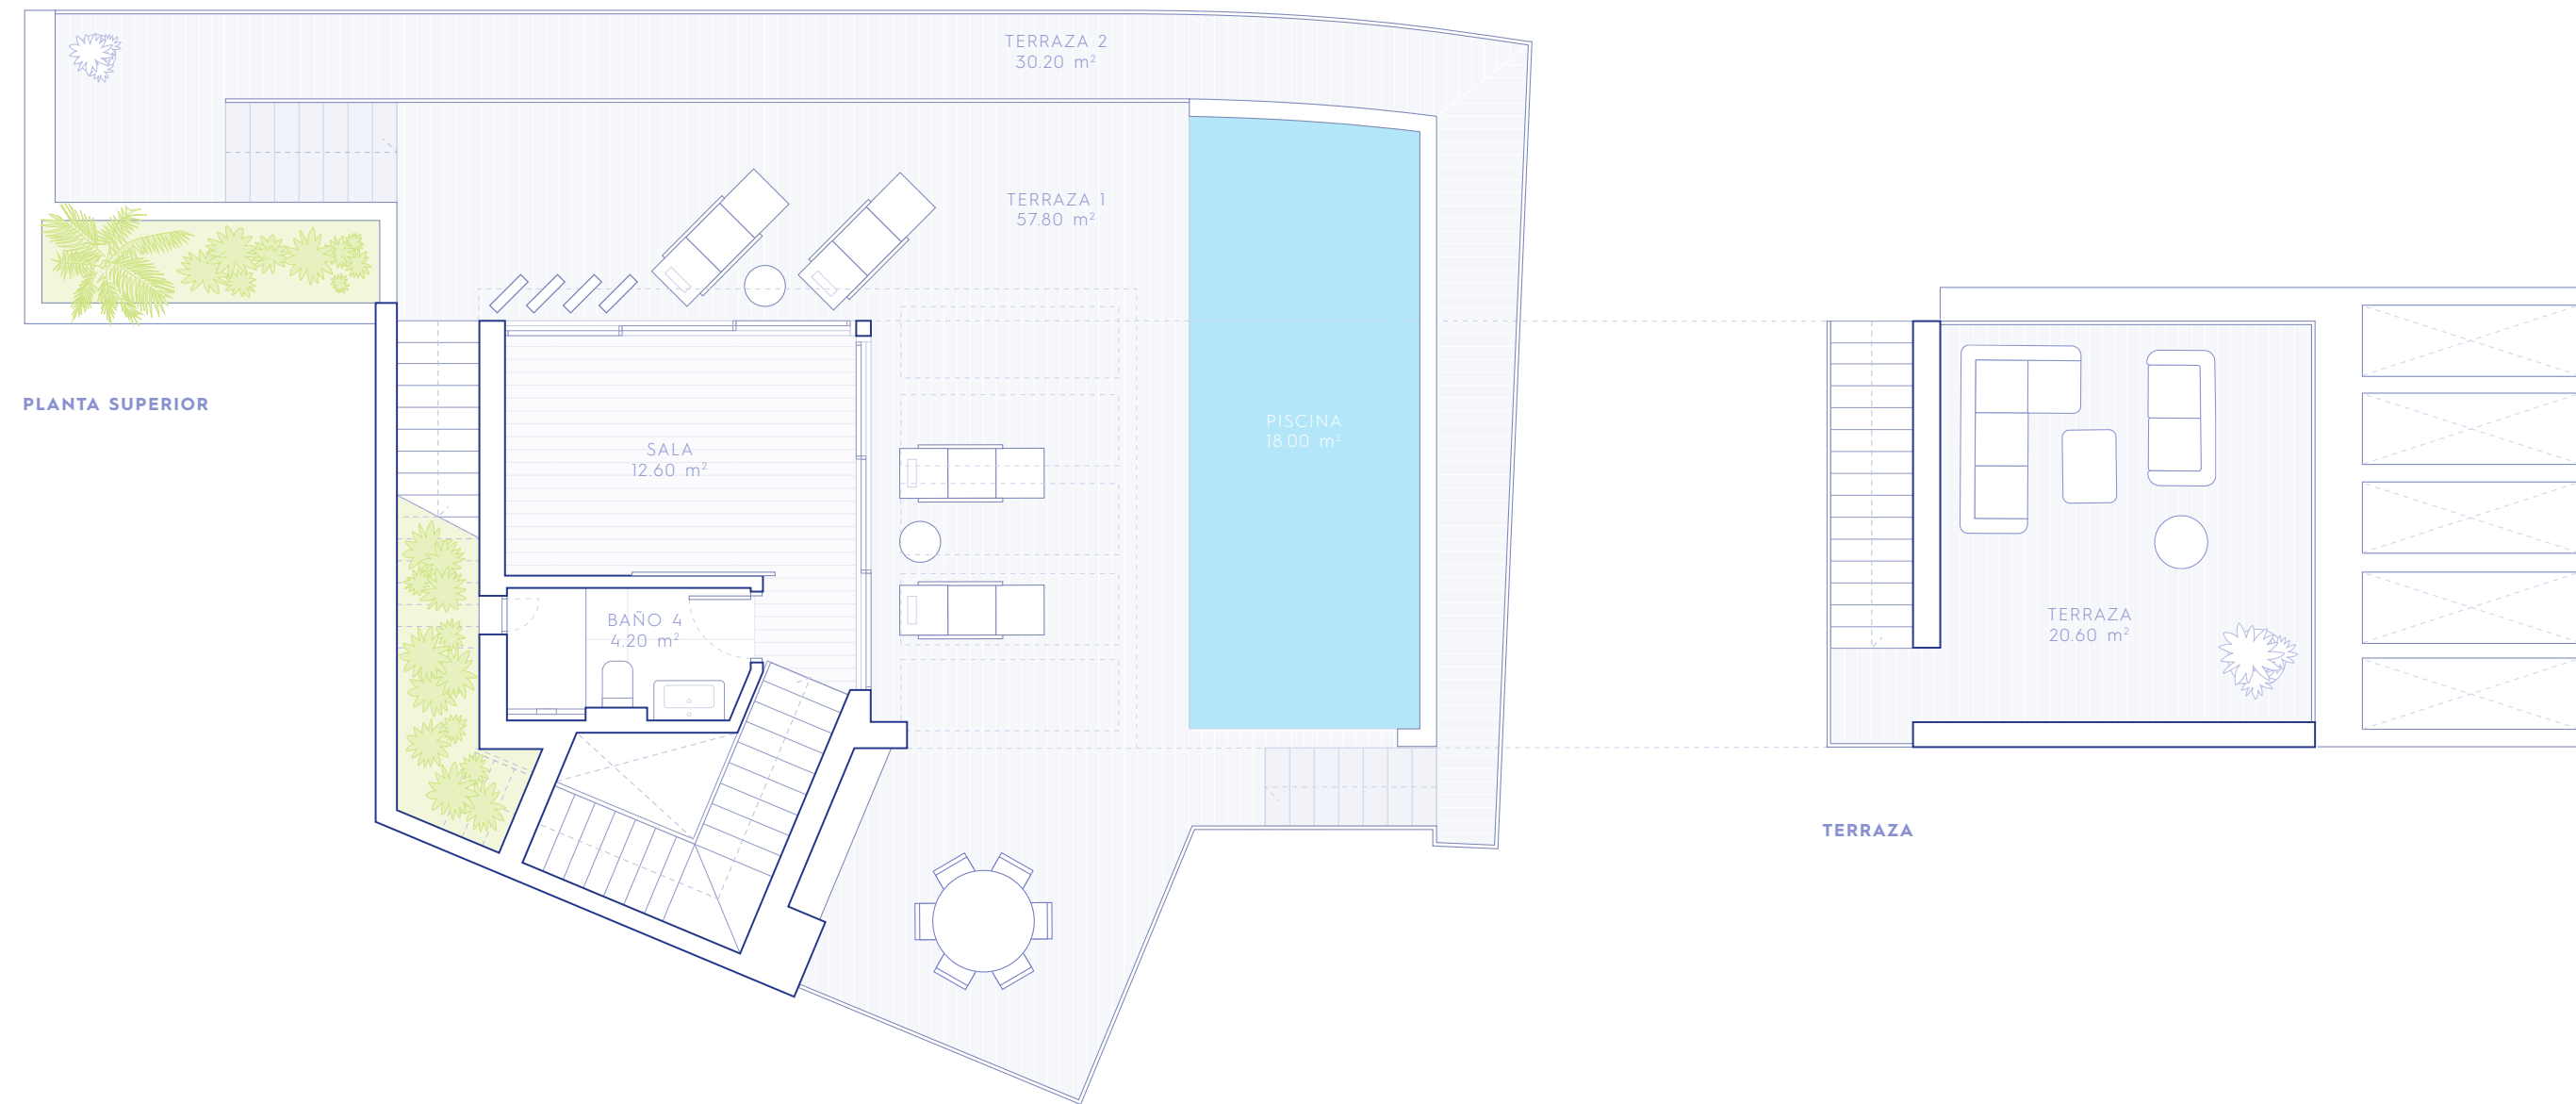 TERRAZA 2
30.20 m²
TERRAZA 1
57.80 m²
PLANTA SUPERIOR
SALA
12.60 m²
PISCINA
18.00 m²
BAÑO 4
4.20 m²
TERRAZA
20.60 m²
TERRAZA